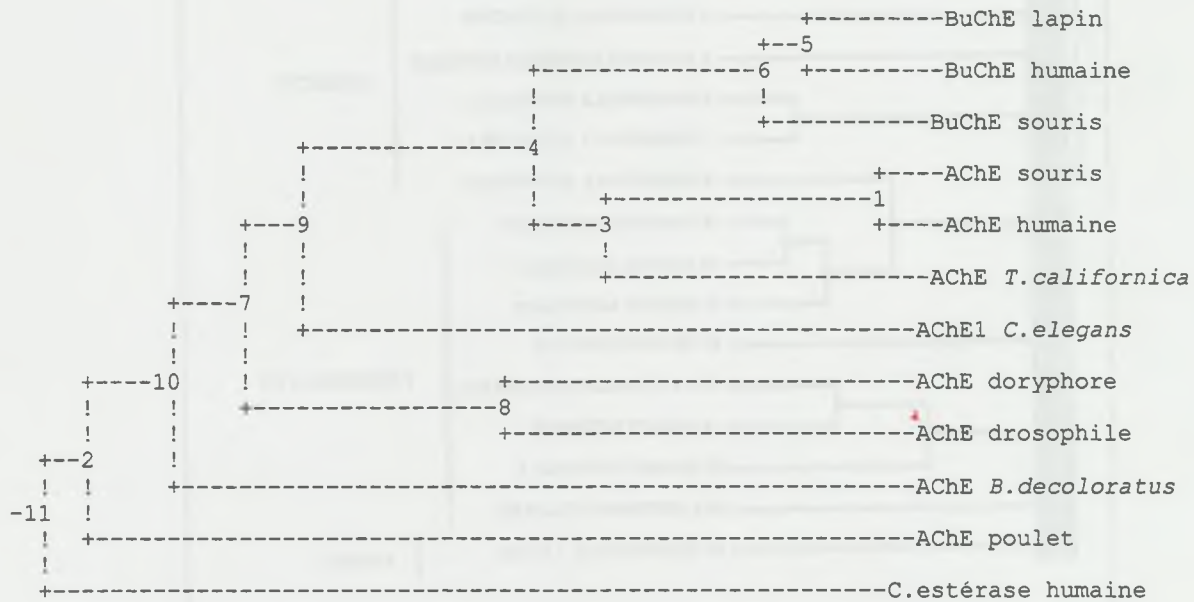 BuChE lapin
5
6
BuChE humaine
BuChE souris
4
AChE souris
1
9
3
AChE humaine
AChE T.californica
7
AChE1 C.elegans
10
AChE doryphore
8
AChE drosophile
2
AChE B.decoloratus
-11
AChE poulet
C.estérase humaine